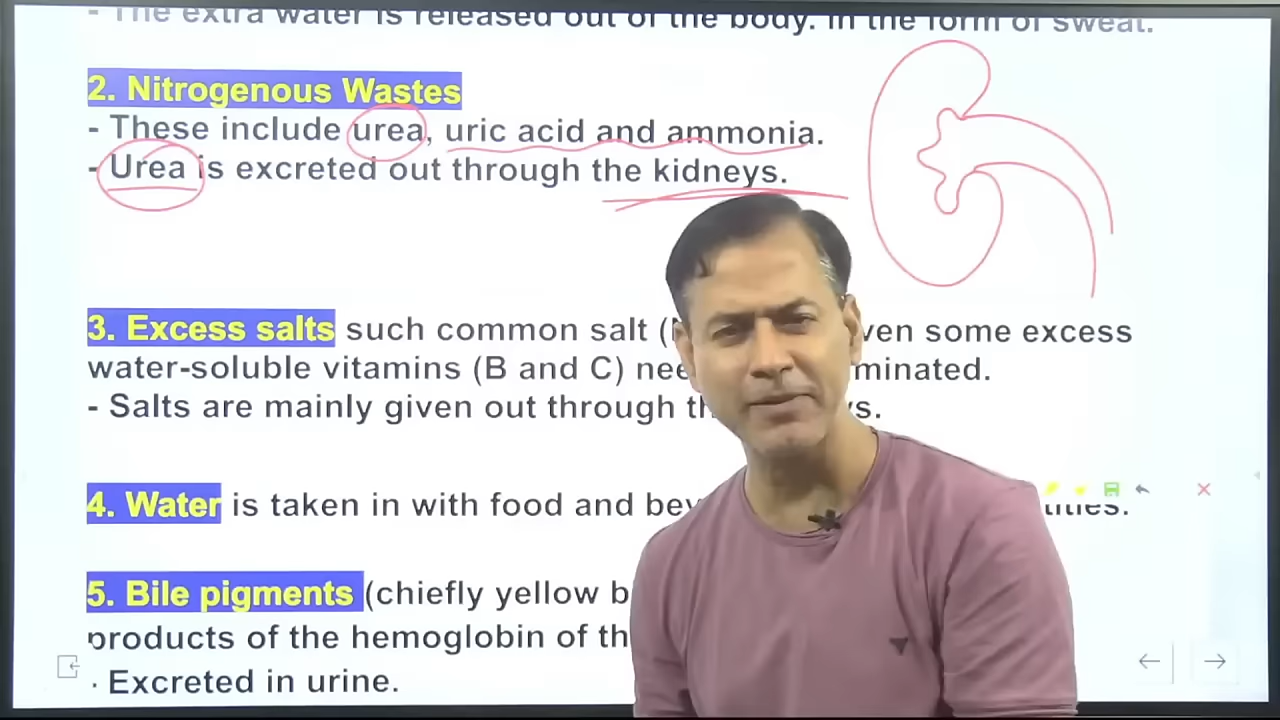 - The extra water is released out of the body. In the form of sweat.
2. Nitrogenous Wastes
- These include urea, uric acid and ammonia.
- Urea is excreted out through the kidneys.
3. Excess salts such common salt ( ven some excess
water-soluble vitamins (B and C) nee minated.
- Salts are mainly given out through th s.
4. Water is taken in with food and bev tities.
5. Bile pigments (chiefly yellow b
products of the hemoglobin of th
· Excreted in urine.